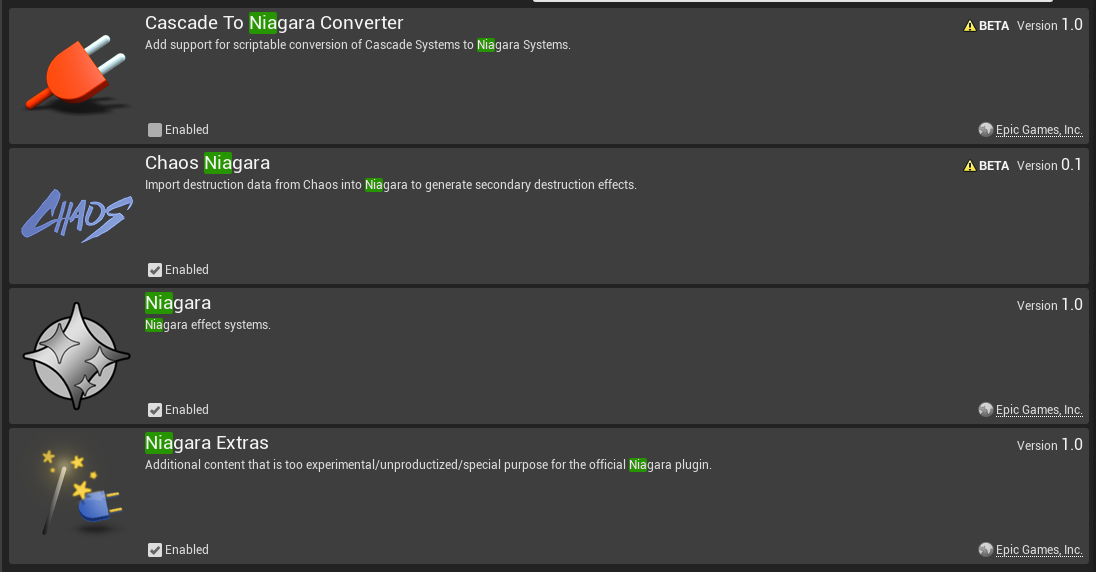 Cascade To Niagara Converter
BETA Version 1.0
Add support for scriptable conversion of Cascade Systems to Niagara Systems.
Enabled
Epic Games, Inc.
Chaos Niagara
BETA Version 0.1
Import destruction data from Chaos into Niagara to generate secondary destruction effects.
CHAOS
Enabled
Niagara
Version 1.0
Niagara effect systems.
Enabled
Epic Games, Inc.
Niagara Extras
Version 1.0
Additional content that is too experimental/unproductized/special purpose for the official Niagara plugin.
Enabled
Epic Games, Inc.